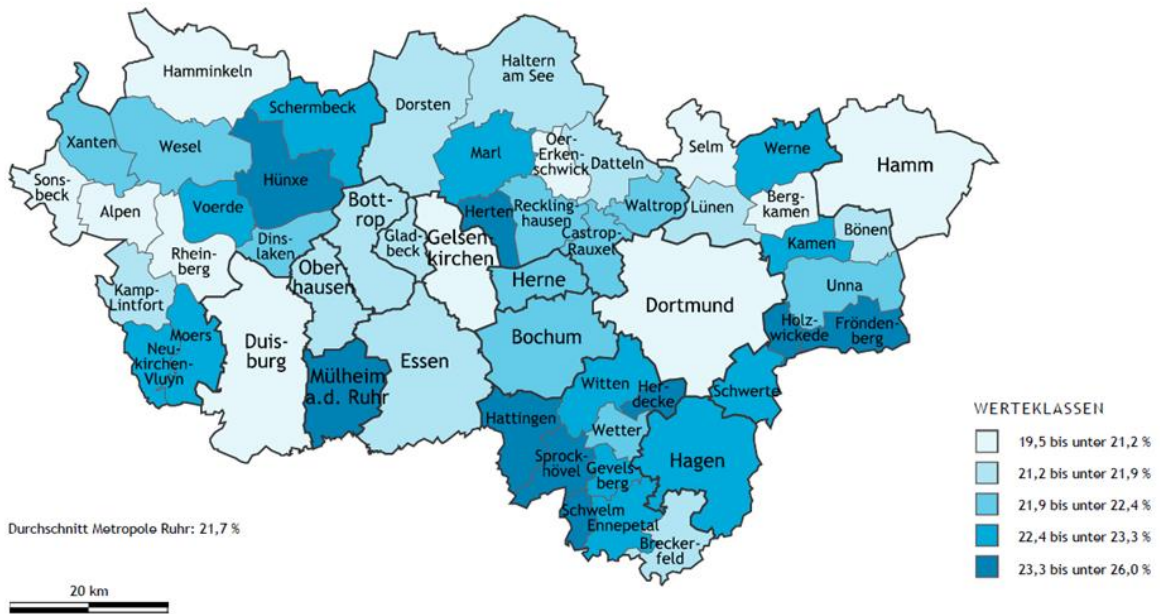 Hamminkeln
Haltern
am See
Schermbeck
Dorsten
Xanten
Wesel
Marl
Oer-
Erken-
schwick
Datteln
Selm
Werne
Hamm
Sons-
beck
Alpen
Voerde
Hünxe
Bott-
rop
Herten
Reckling-
hausen
Waltrop
Lünen
Berg-
kamen
Bönen
Dins-
laken
Glad-
beck
Gelsen
kirchen
Castrop-
Rauxel
Kamen
Rhein-
berg
Ober
hausen
Herne
Dortmund
Unna
Kamp-
Lintfort
Holz-
wickede
Frönden-
berg
Moers
Neu-
kirchen-
Vluyn
Duis-
burg
Essen
Bochum
Mülheim
a.d. Ruhr
Witten
Her-
decke
Schwerte
Hattingen
Wetter
Sprock-
hövel
Gevels-
berg
Hagen
Schwelm
Ennepetal
Brecker-
feld
WERTEKLASSEN
19,5 bis unter 21,2 %
21,2 bis unter 21,9 %
21,9 bis unter 22,4 %
22,4 bis unter 23,3 %
23,3 bis unter 26,0 %
Durchschnitt Metropole Ruhr: 21,7 %
20 km